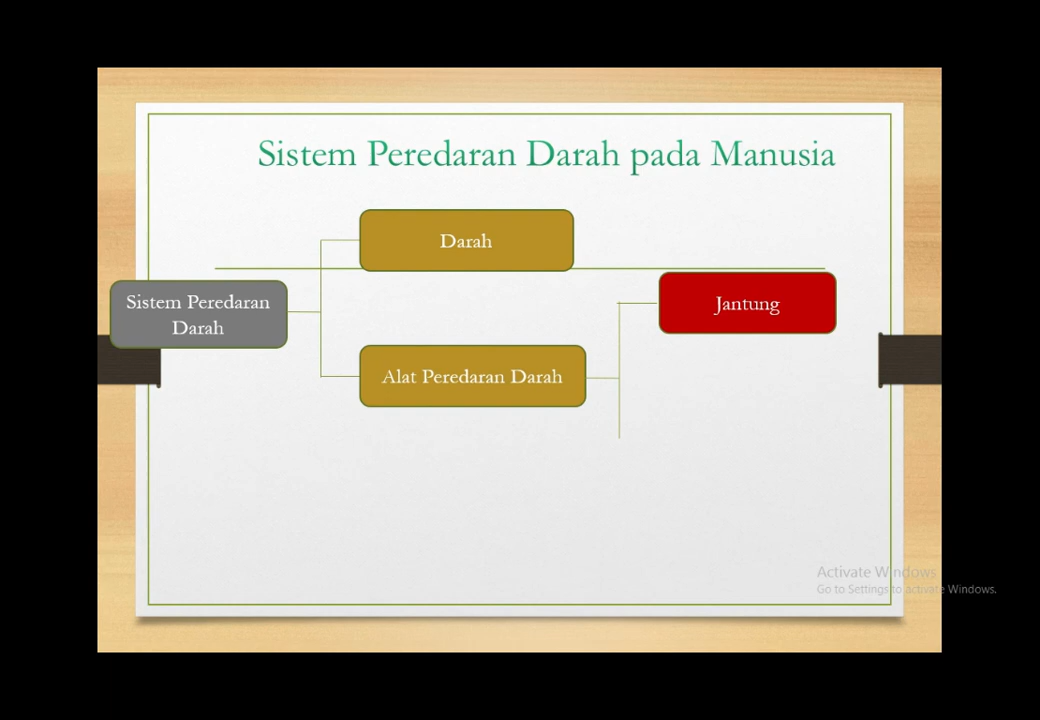 Sistem Peredaran Darah pada Manusia
Darah
Sistem Peredaran
Darah
Jantung
Alat Peredaran Darah
Activate Windows
Go to Settings to activate Windows.